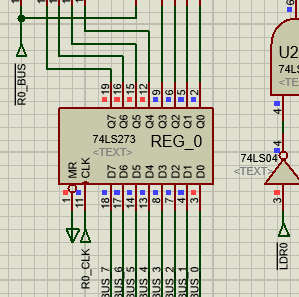 6
R0_BUS
19
16
15
12
9
6
5
2
U2
74LS
Q7 Q6 Q5 Q4 Q3 Q2 Q1 Q0
4
74LS273
REG_0
<TEXT>
74LS04
<TEXT>
4
MR
CLK
D7 D6 D5 D4 D3 D2 D1 D0
1
11
18
17
14
13
8
7
4
3
3
R0_CLK
BUS_7
BUS_6
BUS_5
BUS_4
BUS_3
BUS_2
BUS_1
BUS_0
LDR0